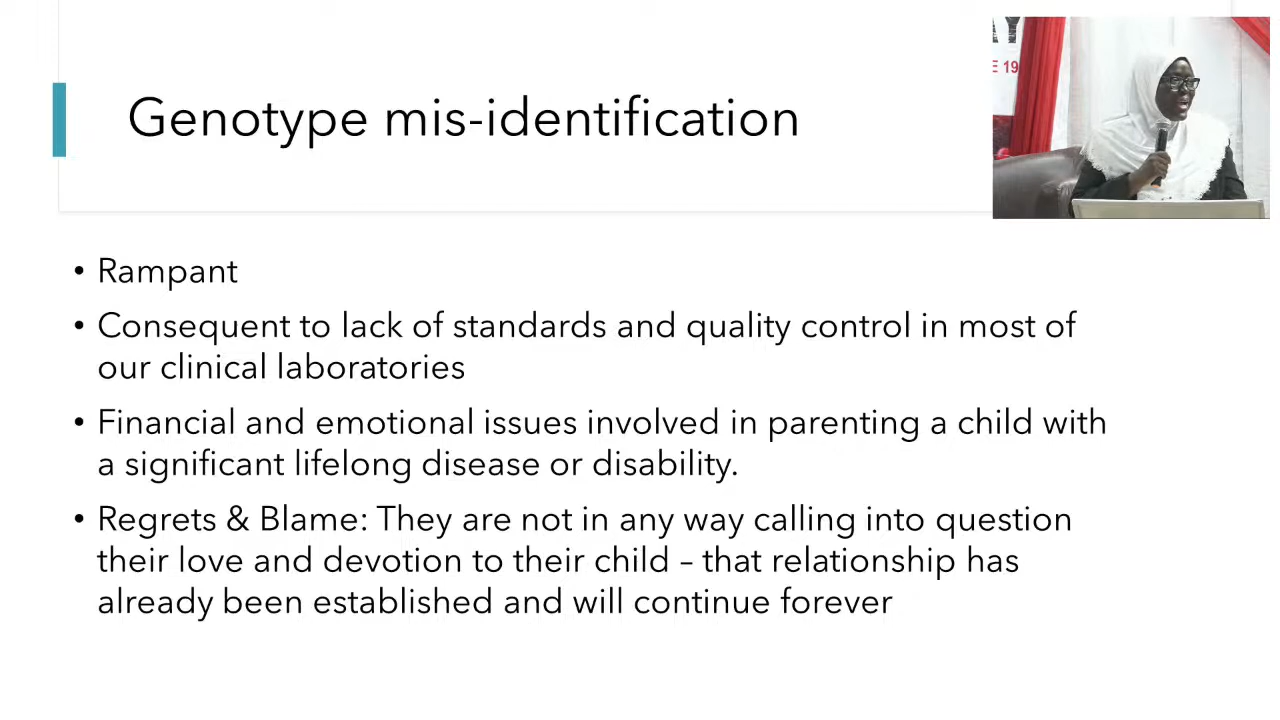 Genotype mis-identification
• Rampant
• Consequent to lack of standards and quality control in most of
our clinical laboratories
• Financial and emotional issues involved in parenting a child with
a significant lifelong disease or disability.
• Regrets & Blame: They are not in any way calling into question
their love and devotion to their child – that relationship has
already been established and will continue forever
AY
E 19